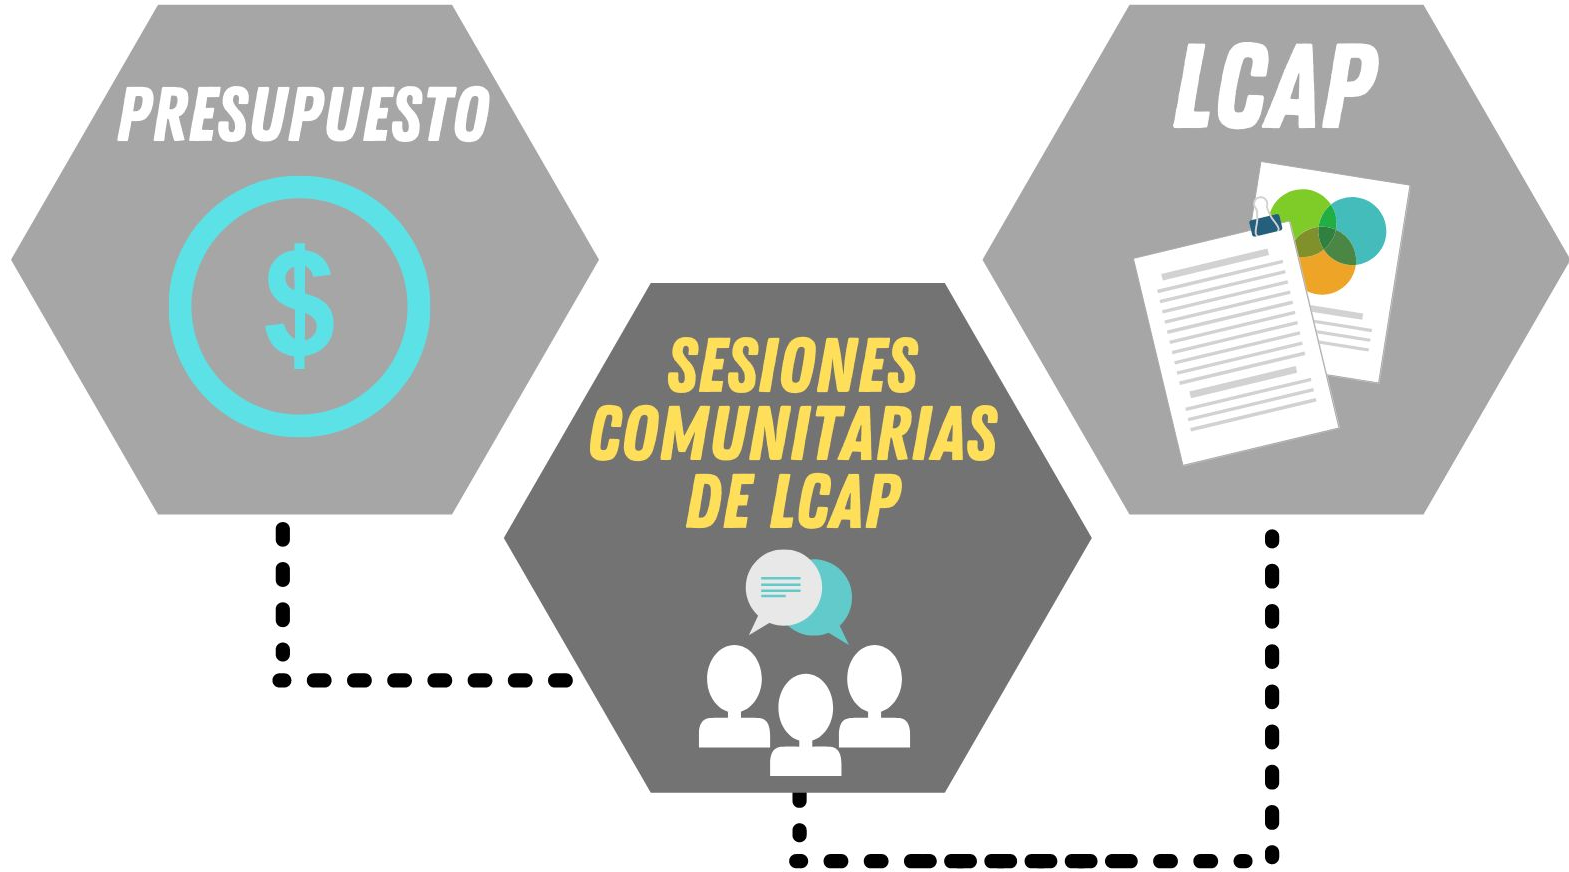 PRESUPUESTO
$
LCAP
SESIONES
COMUNITARIAS
DE LCAP